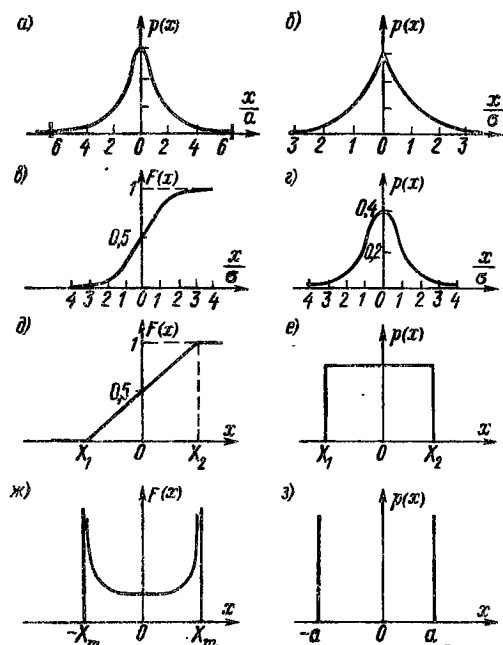 а) p(x)
x/a
6 4 2 0 2 4 6
б) p(x)
x/σ
3 2 1 0 1 2 3
в) F(x)
1
0,5
x/σ
4 3 2 1 0 1 2 3 4
г) p(x)
0,4
0,2
x/σ
4 3 2 1 0 1 2 3 4
д) F(x)
1
0,5
X₁ 0 X₂ x
е) p(x)
X₁ 0 X₂ x
ж) F(x)
-Xₘ 0 Xₘ x
з) p(x)
-a 0 a x